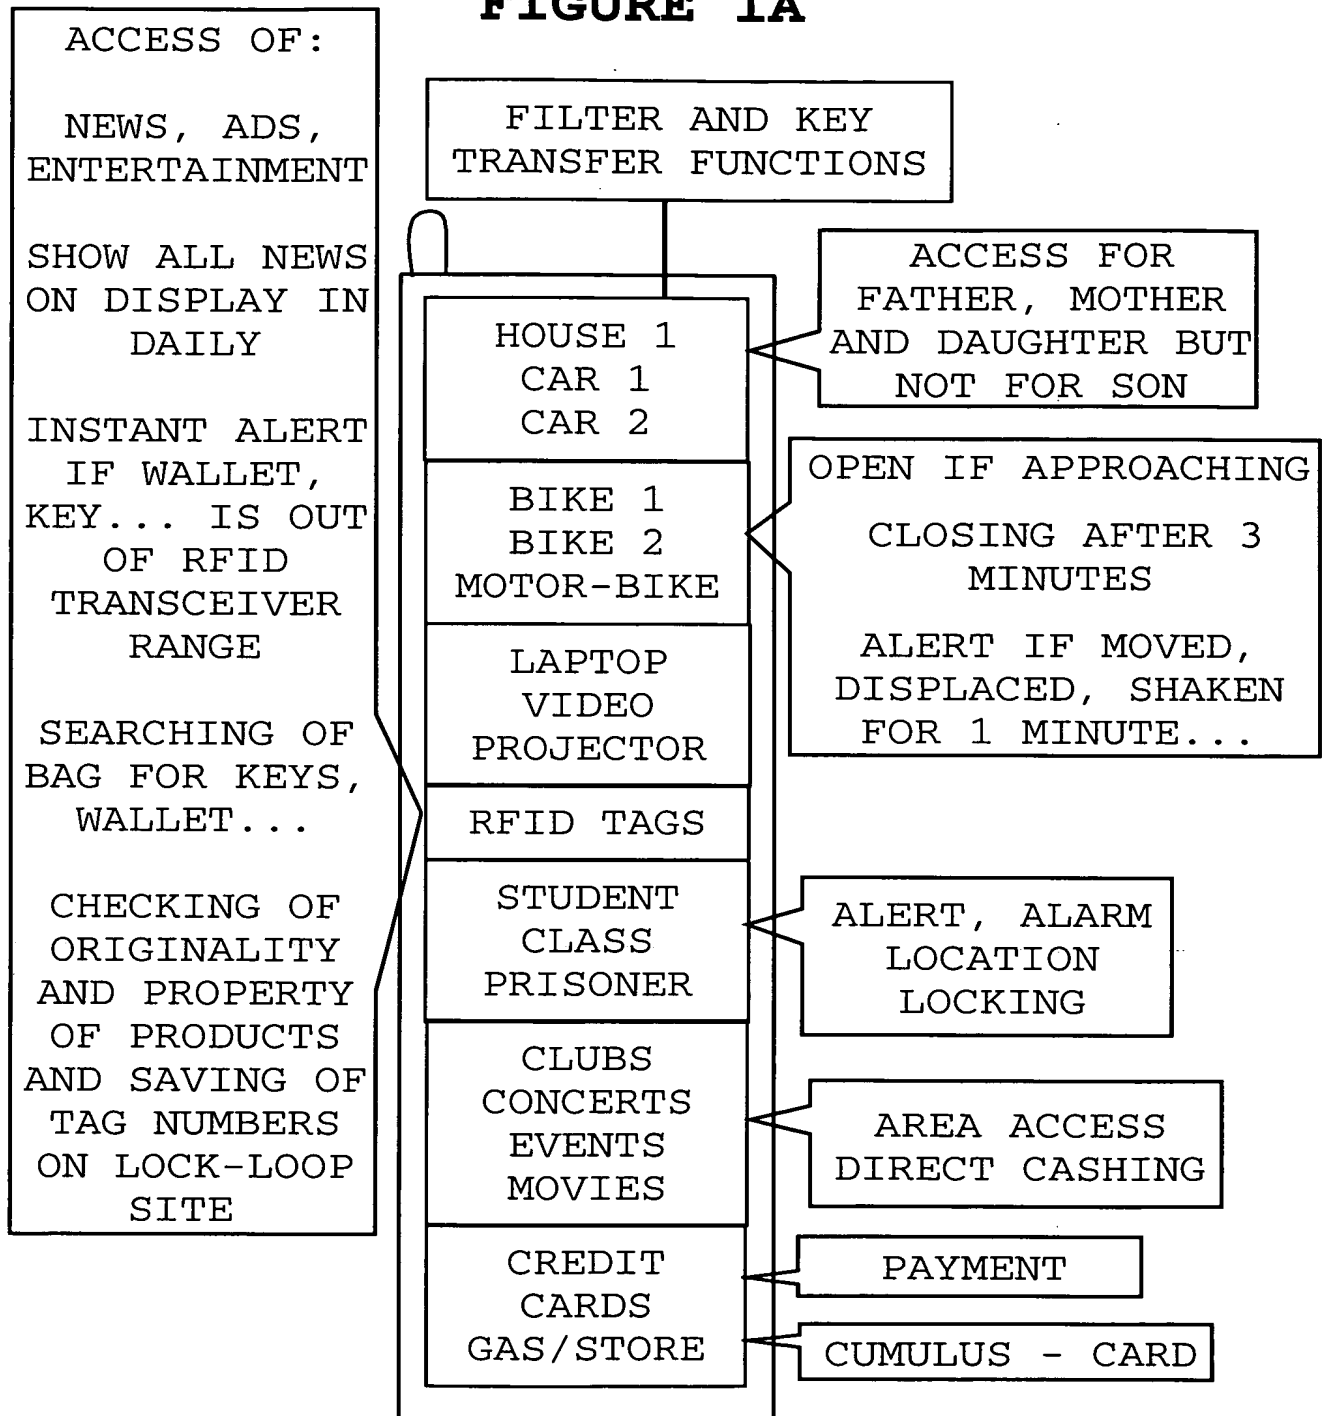 FIGURE 1A
ACCESS OF:
NEWS, ADS,
ENTERTAINMENT
SHOW ALL NEWS
ON DISPLAY IN
DAILY
INSTANT ALERT
IF WALLET,
KEY... IS OUT
OF RFID
TRANSCEIVER
RANGE
SEARCHING OF
BAG FOR KEYS,
WALLET...
CHECKING OF
ORIGINALITY
AND PROPERTY
OF PRODUCTS
AND SAVING OF
TAG NUMBERS
ON LOCK-LOOP
SITE
FILTER AND KEY
TRANSFER FUNCTIONS
HOUSE 1
CAR 1
CAR 2
BIKE 1
BIKE 2
MOTOR-BIKE
LAPTOP
VIDEO
PROJECTOR
RFID TAGS
STUDENT
CLASS
PRISONER
CLUBS
CONCERTS
EVENTS
MOVIES
CREDIT
CARDS
GAS/STORE
ACCESS FOR
FATHER, MOTHER
AND DAUGHTER BUT
NOT FOR SON
OPEN IF APPROACHING
CLOSING AFTER 3
MINUTES
ALERT IF MOVED,
DISPLACED, SHAKEN
FOR 1 MINUTE...
ALERT, ALARM
LOCATION
LOCKING
AREA ACCESS
DIRECT CASHING
PAYMENT
CUMULUS - CARD